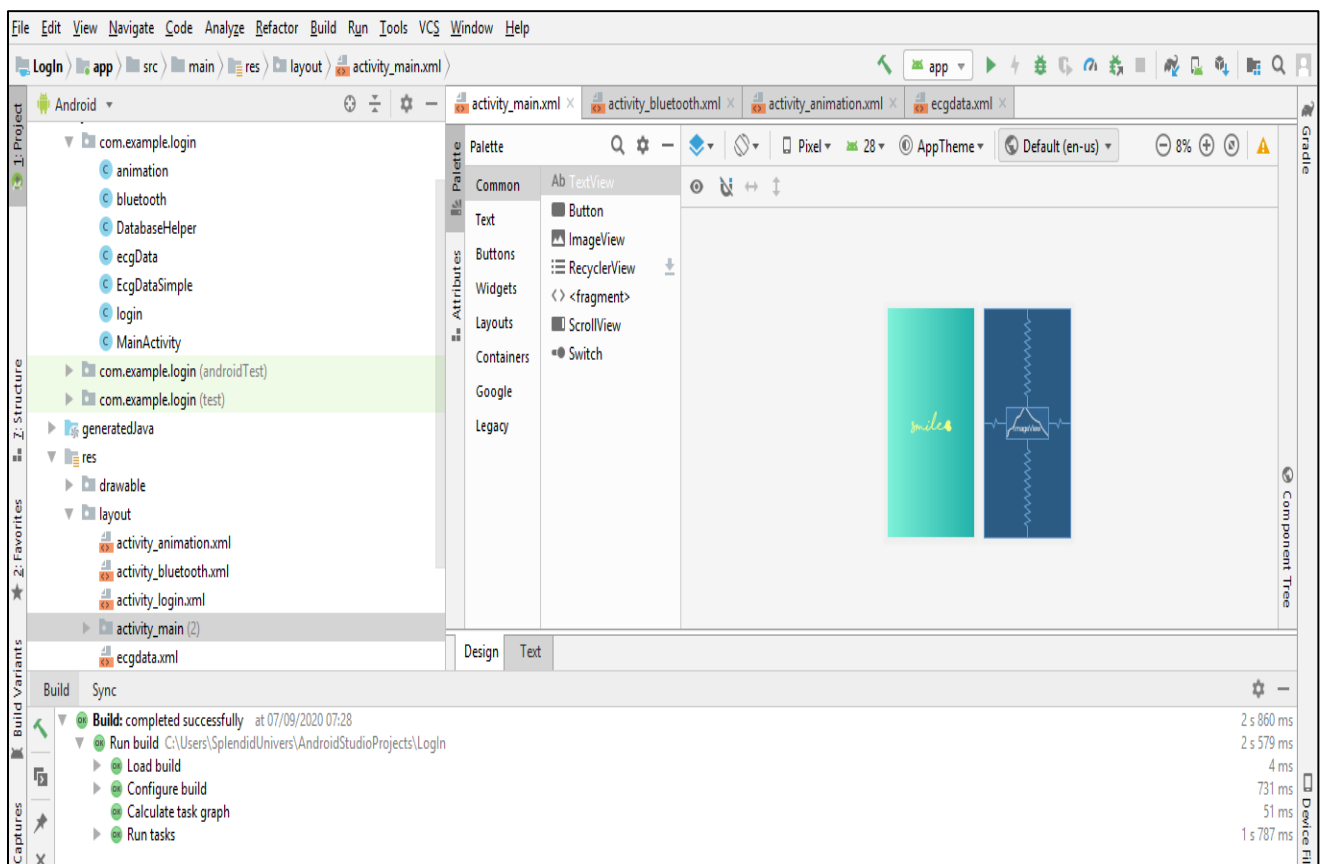 File Edit View Navigate Code Analyze Refactor Build Run Tools VCS Window Help
LogIn app src main res layout activity_main.xml
app
1: Project
Android
activity_main.xml activity_bluetooth.xml activity_animation.xml ecgdata.xml
Gradle
com.example.login
animation
bluetooth
DatabaseHelper
ecgData
EcgDataSimple
login
MainActivity
com.example.login (androidTest)
com.example.login (test)
generatedJava
res
drawable
layout
activity_animation.xml
activity_bluetooth.xml
activity_login.xml
activity_main (2)
ecgdata.xml
Z: Structure
2: Favorites
Build Variants
Captures
Palette
Attributes
Palette
Common
Text
Buttons
Widgets
Layouts
Containers
Google
Legacy
Ab TextView
Button
ImageView
RecyclerView
<fragment>
ScrollView
Switch
Pixel 28 AppTheme Default (en-us) 8%
smile
ImageView
Component Tree
Design Text
Build Sync
Build: completed successfully at 07/09/2020 07:28 2 s 860 ms
Run build C:\Users\SplendidUnivers\AndroidStudioProjects\LogIn 2 s 579 ms
Load build 4 ms
Configure build 731 ms
Calculate task graph 51 ms
Run tasks 1 s 787 ms
Device Fil